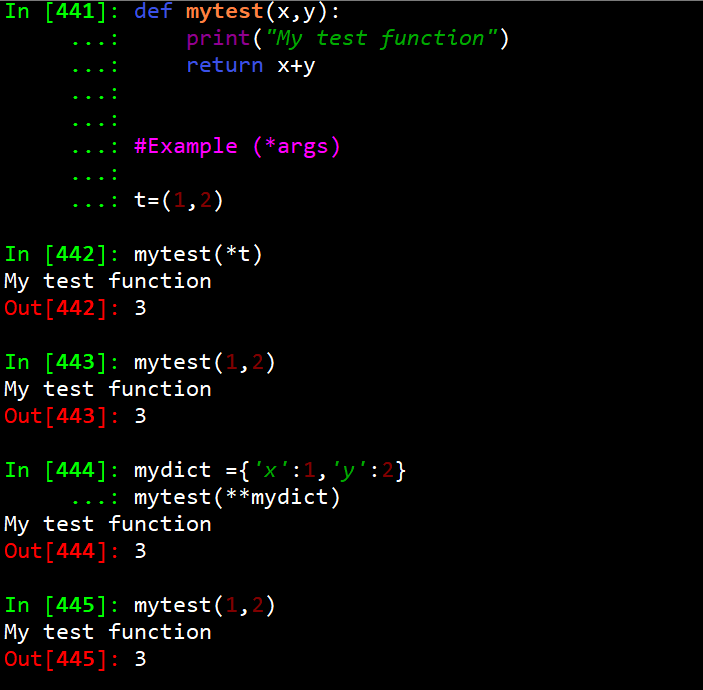 In [441]: def mytest(x,y):
     ...:     print("My test function")
     ...:     return x+y
     ...:
     ...:
     ...: #Example (*args)
     ...:
     ...: t=(1,2)
In [442]: mytest(*t)
My test function
Out[442]: 3
In [443]: mytest(1,2)
My test function
Out[443]: 3
In [444]: mydict ={'x':1,'y':2}
     ...: mytest(**mydict)
My test function
Out[444]: 3
In [445]: mytest(1,2)
My test function
Out[445]: 3